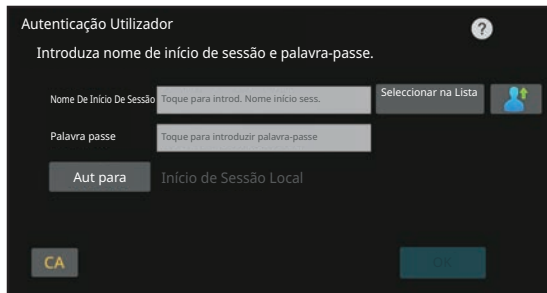 Autenticação Utilizador
Introduza nome de início de sessão e palavra-passe.
Nome De Início De Sessão Toque para introd. Nome início sess. Seleccionar na Lista
Palavra passe Toque para introduzir palavra-passe
Aut para Início de Sessão Local
CA OK